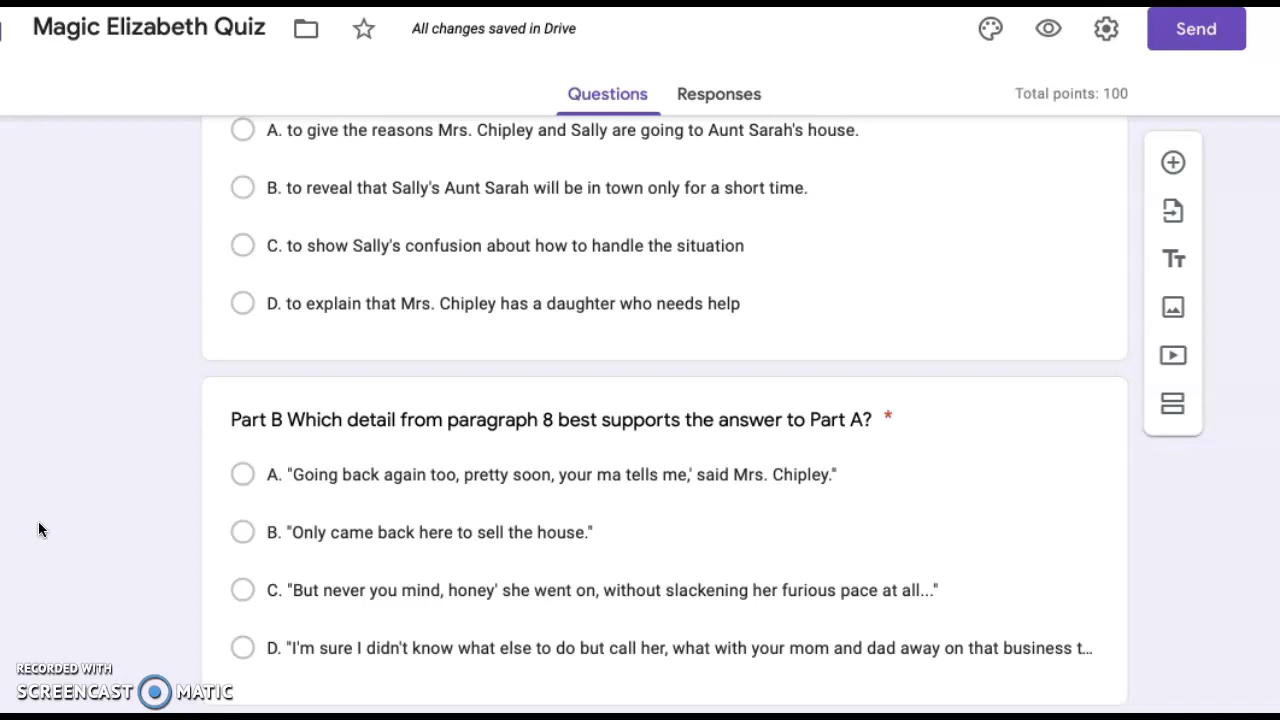 Magic Elizabeth Quiz
All changes saved in Drive
Send
Questions
Responses
Total points: 100
A. to give the reasons Mrs. Chipley and Sally are going to Aunt Sarah's house.
B. to reveal that Sally's Aunt Sarah will be in town only for a short time.
C. to show Sally's confusion about how to handle the situation
D. to explain that Mrs. Chipley has a daughter who needs help
Part B Which detail from paragraph 8 best supports the answer to Part A? *
A. "Going back again too, pretty soon, your ma tells me,' said Mrs. Chipley."
B. "Only came back here to sell the house."
C. "But never you mind, honey' she went on, without slackening her furious pace at all..."
D. "I'm sure I didn't know what else to do but call her, what with your mom and dad away on that business t...
RECORDED WITH
SCREENCAST MATIC